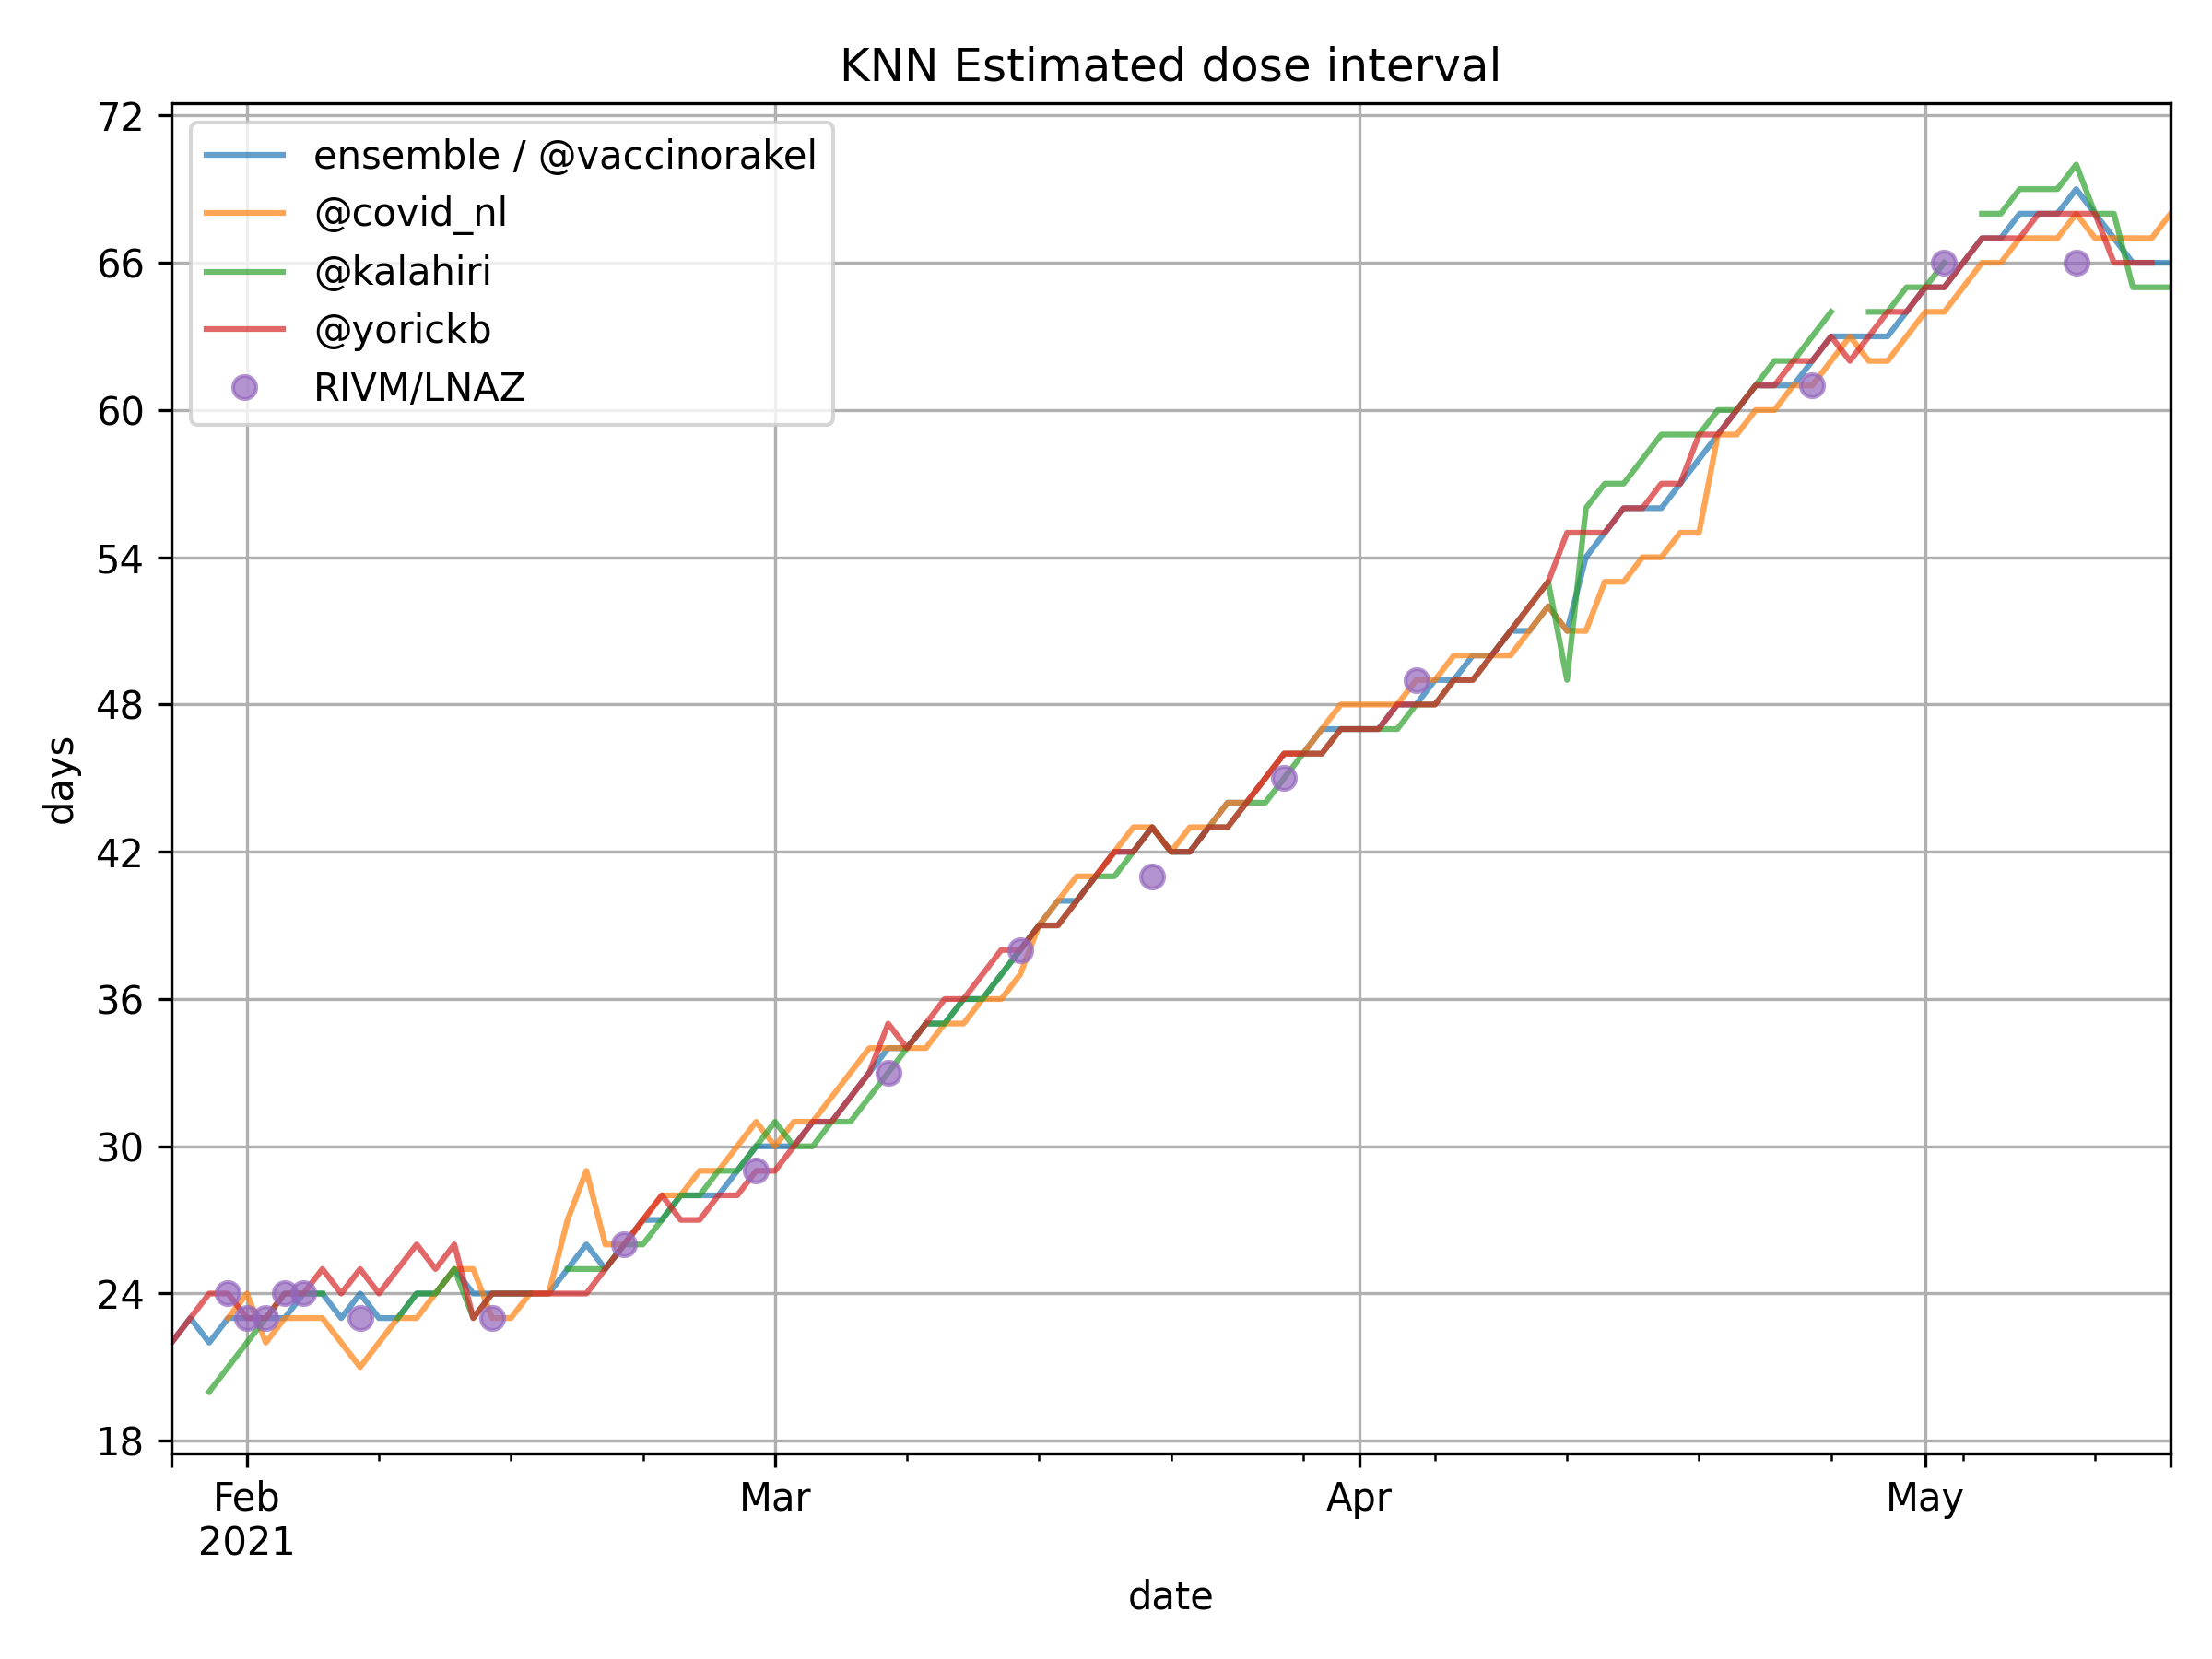 KNN Estimated dose interval
72
66
60
54
48
42
36
30
24
18
days
ensemble / @vaccinorakel
@covid_nl
@kalahiri
@yorickb
RIVM/LNAZ
Feb Mar Apr May
2021
date